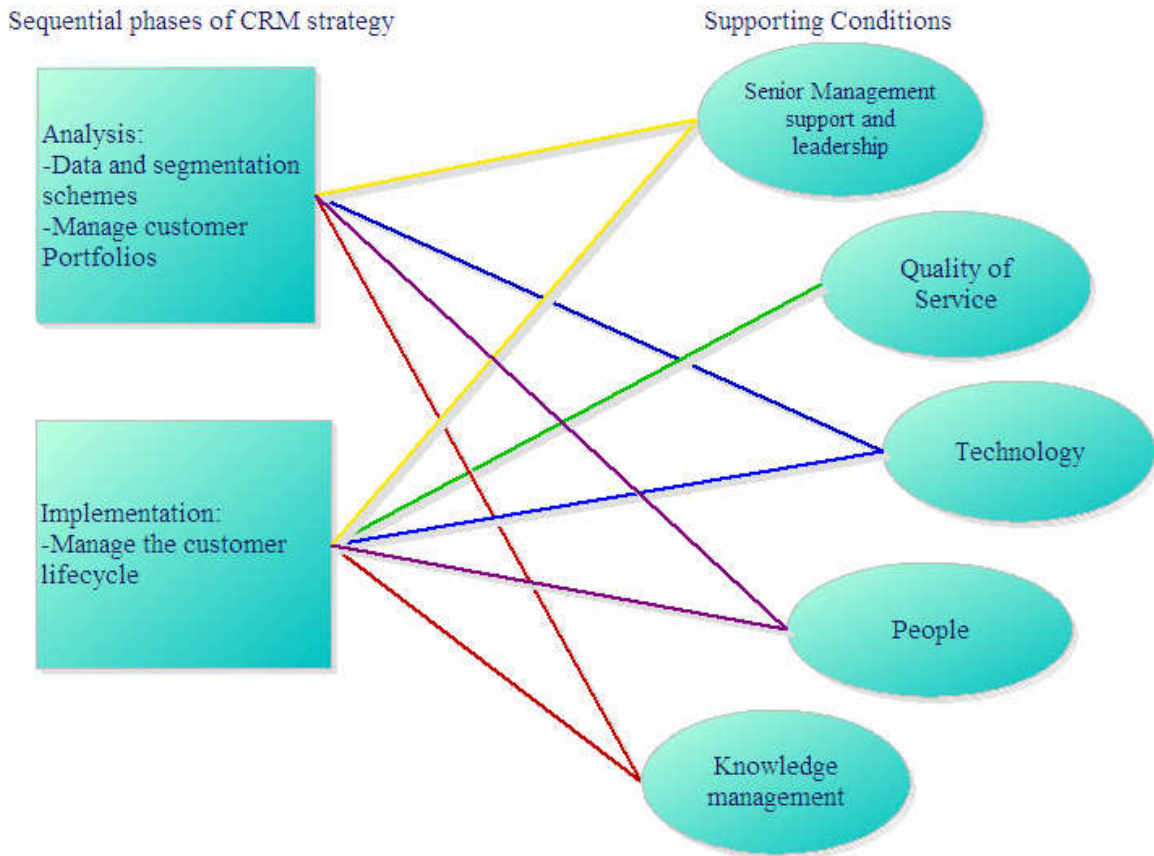 Sequential phases of CRM strategy
Supporting Conditions
Analysis:
-Data and segmentation
schemes
-Manage customer
Portfolios
Implementation:
-Manage the customer
lifecycle
Senior Management
support and
leadership
Quality of
Service
Technology
People
Knowledge
management